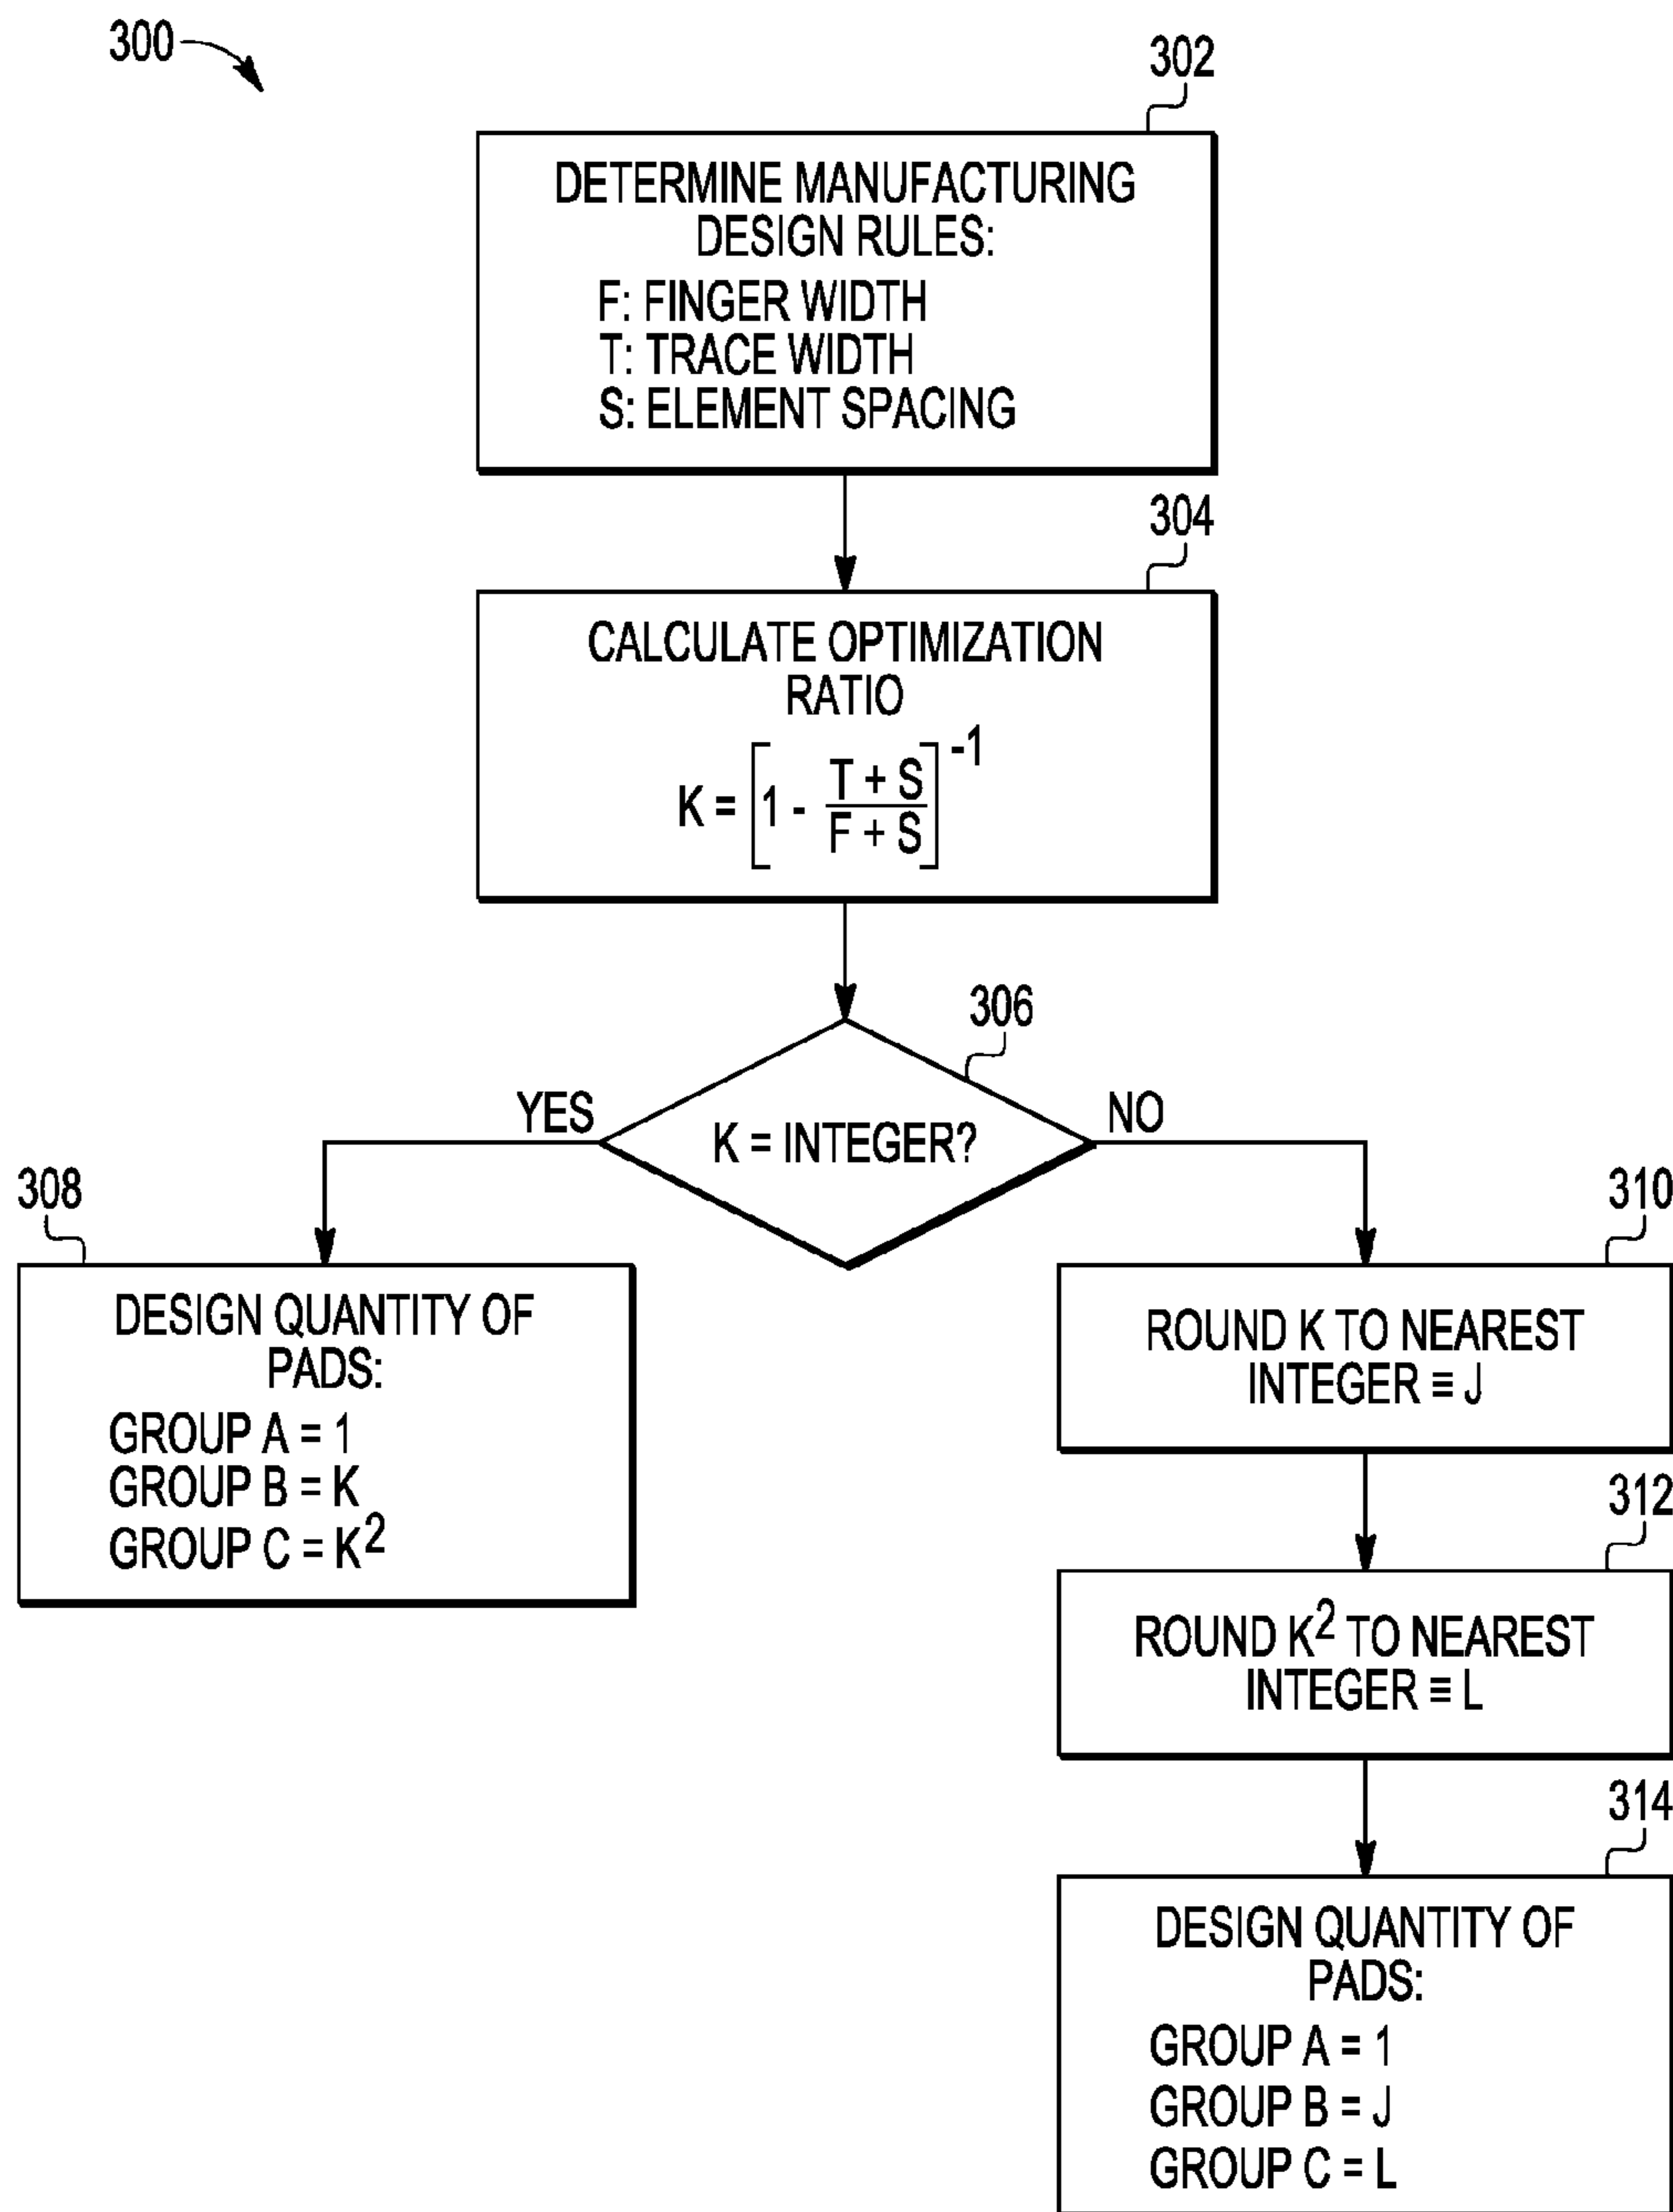 300
302
DETERMINE MANUFACTURING
DESIGN RULES:
F: FINGER WIDTH
T: TRACE WIDTH
S: ELEMENT SPACING
304
CALCULATE OPTIMIZATION
RATIO
K = [1 - (T + S)/(F + S)]^-1
306
K = INTEGER?
YES
NO
308
DESIGN QUANTITY OF
PADS:
GROUP A = 1
GROUP B = K
GROUP C = K²
310
ROUND K TO NEAREST
INTEGER ≡ J
312
ROUND K² TO NEAREST
INTEGER ≡ L
314
DESIGN QUANTITY OF
PADS:
GROUP A = 1
GROUP B = J
GROUP C = L